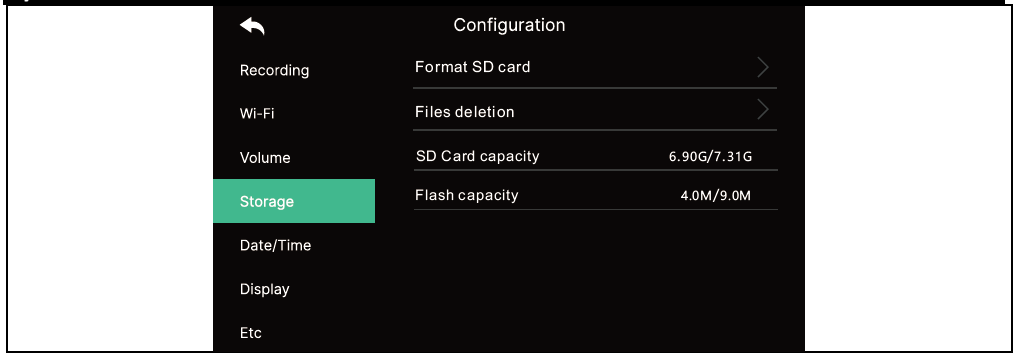 Configuration
Recording
Wi-Fi
Volume
Storage
Date/Time
Display
Etc
Format SD card
Files deletion
SD Card capacity 6.90G/7.31G
Flash capacity 4.0M/9.0M